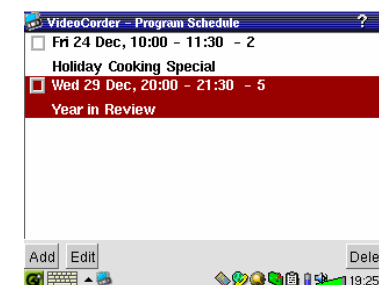 VideoCorder – Program Schedule ?
Fri 24 Dec, 10:00 – 11:30 – 2
Holiday Cooking Special
Wed 29 Dec, 20:00 – 21:30 – 5
Year in Review
Add Edit Dele
19:25